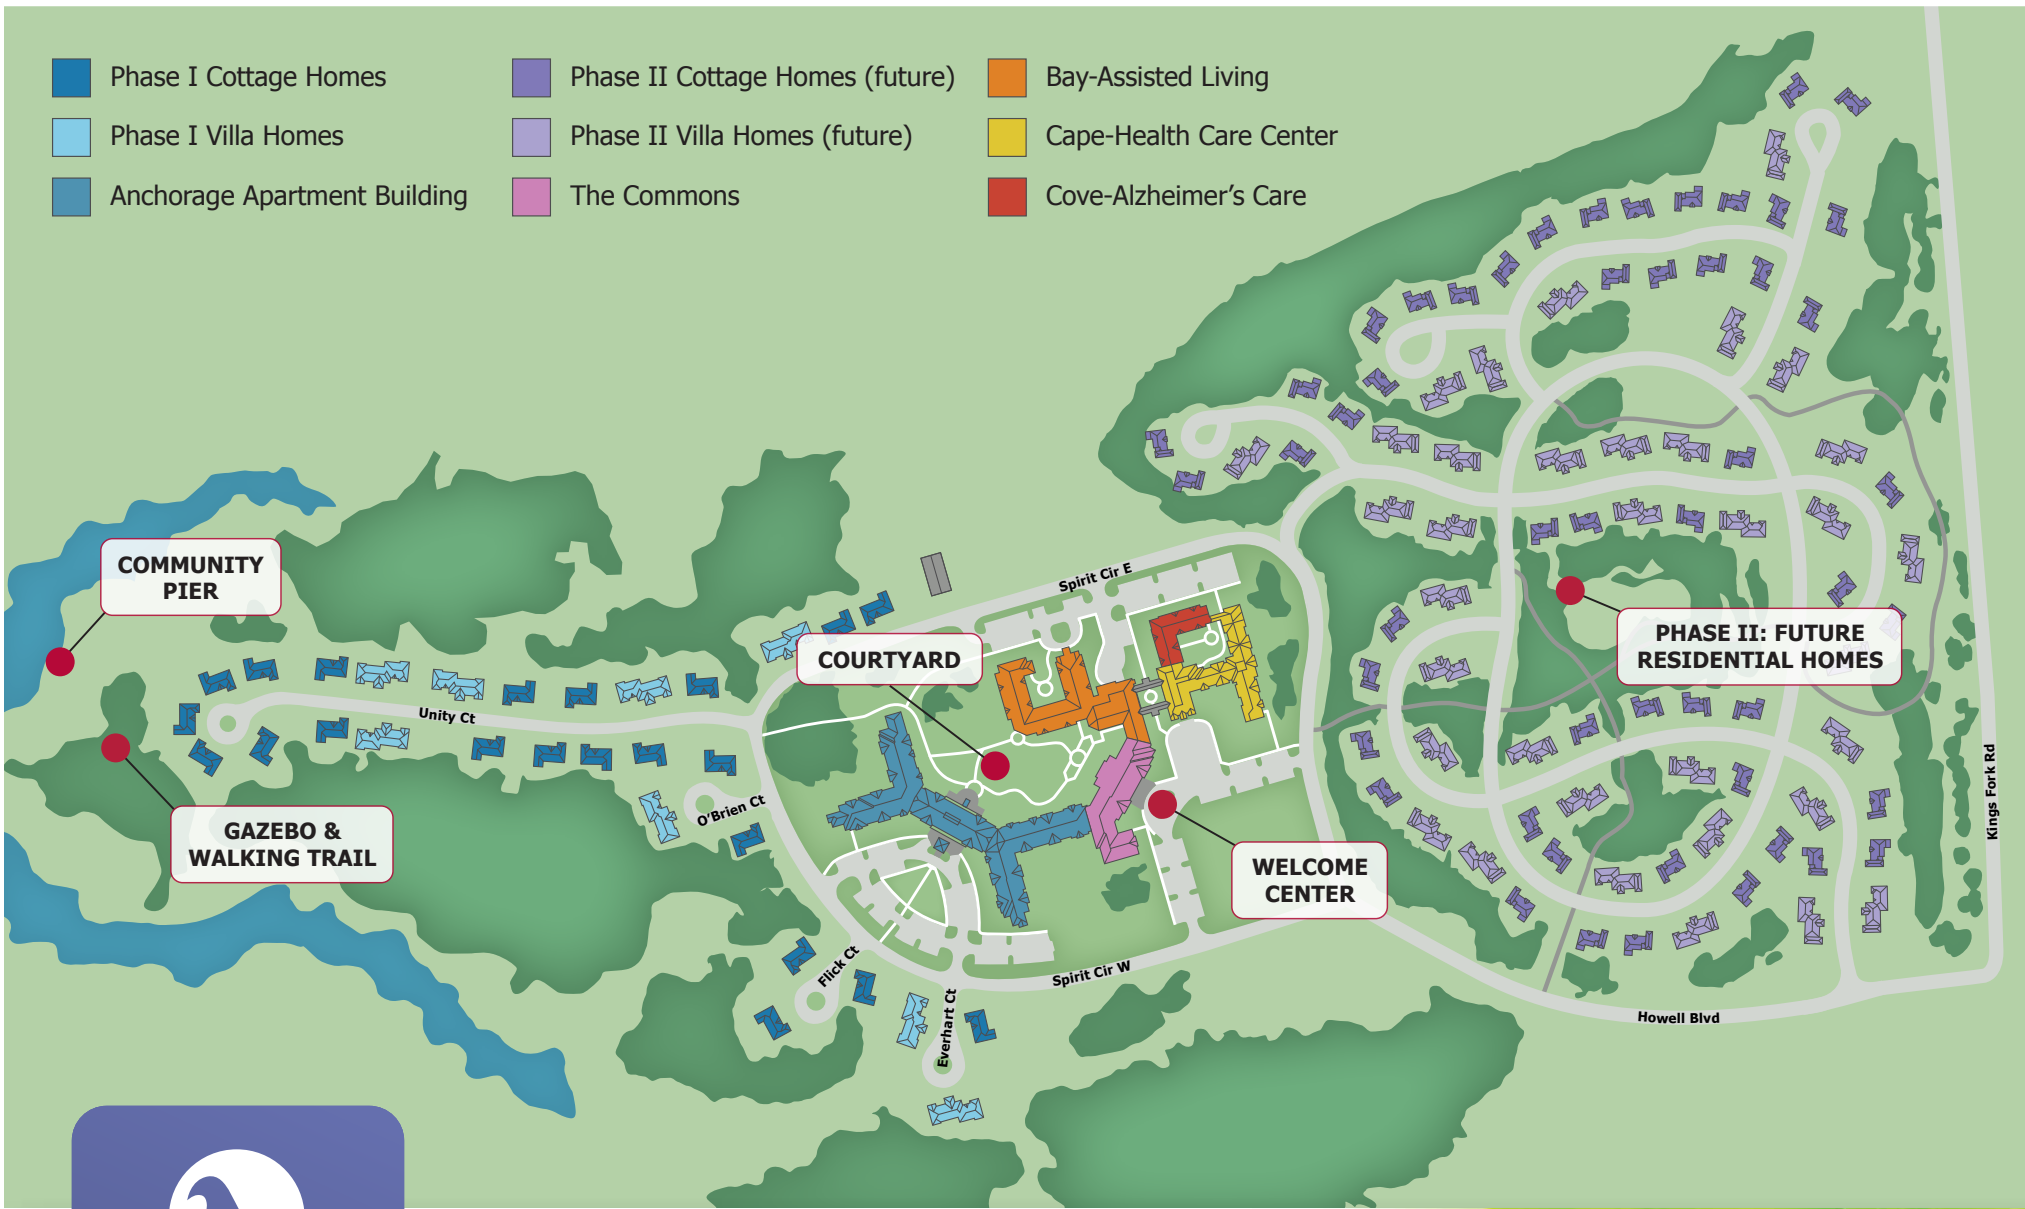 Phase I Cottage Homes
Phase I Villa Homes
Anchorage Apartment Building
Phase II Cottage Homes (future)
Phase II Villa Homes (future)
The Commons
Bay-Assisted Living
Cape-Health Care Center
Cove-Alzheimer's Care
COMMUNITY
PIER
Spirit Cir E
COURTYARD
PHASE II: FUTURE
RESIDENTIAL HOMES
Unity Ct
Kings Fork Rd
O'Brien Ct
GAZEBO &
WALKING TRAIL
WELCOME
CENTER
Flick Ct
Spirit Cir W
Everhart Ct
Howell Blvd